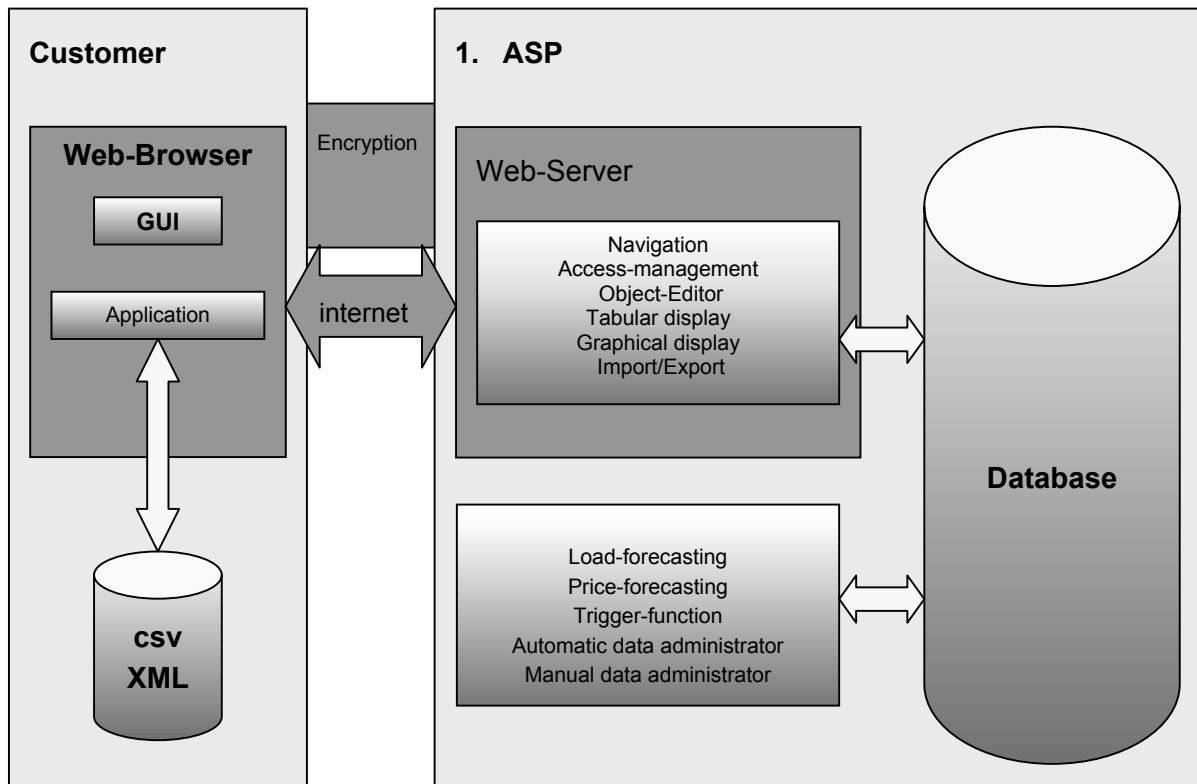 Customer
Web-Browser
GUI
Application
csv
XML
Encryption
internet
1. ASP
Web-Server
Navigation
Access-management
Object-Editor
Tabular display
Graphical display
Import/Export
Load-forecasting
Price-forecasting
Trigger-function
Automatic data administrator
Manual data administrator
Database